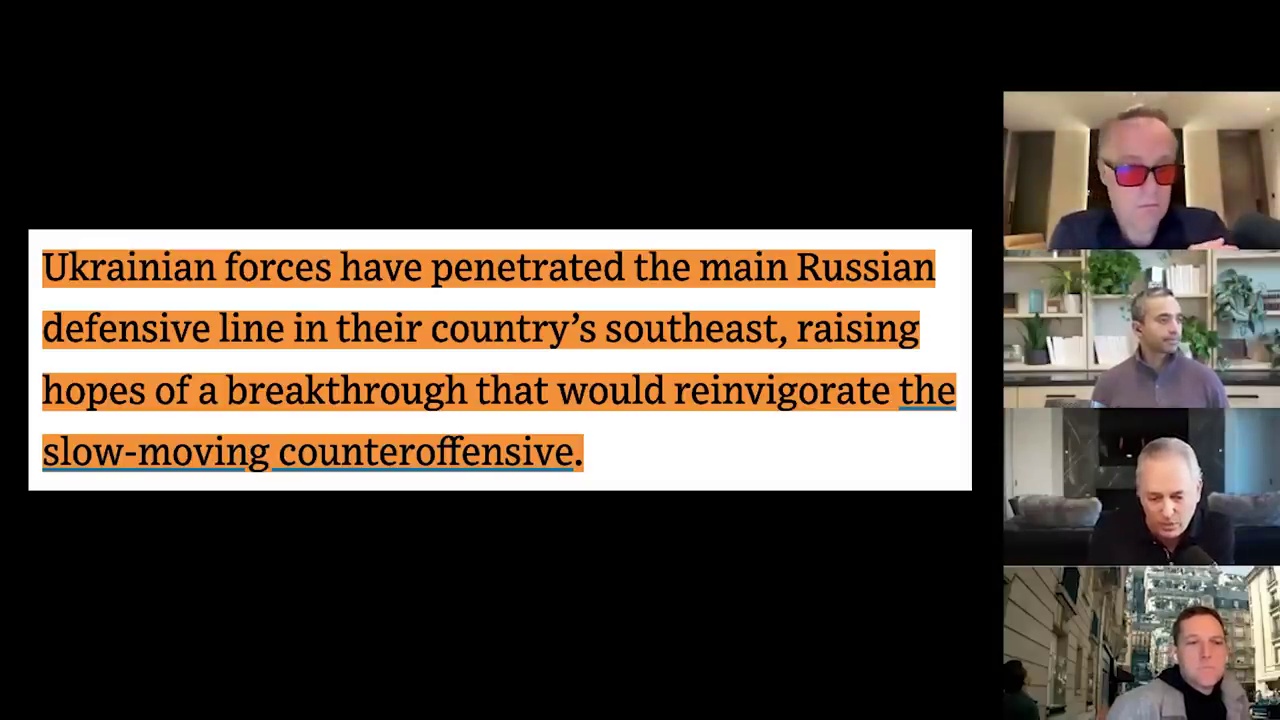 Ukrainian forces have penetrated the main Russian
defensive line in their country’s southeast, raising
hopes of a breakthrough that would reinvigorate the
slow-moving counteroffensive.